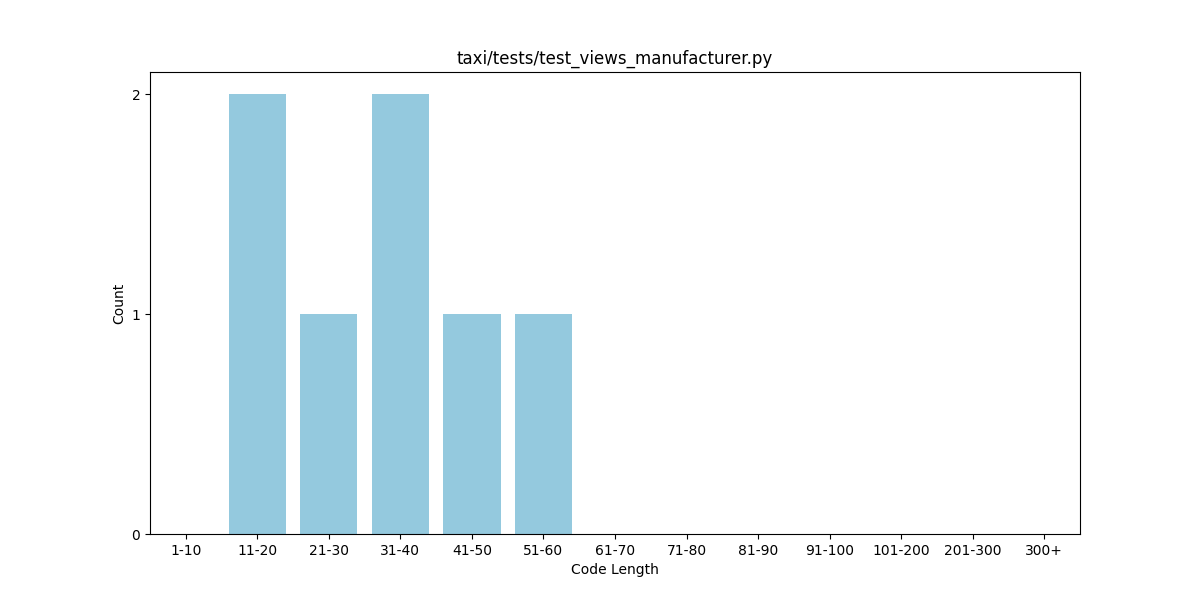 taxi/tests/test_views_manufacturer.py
Count
2
1
0
1-10 11-20 21-30 31-40 41-50 51-60 61-70 71-80 81-90 91-100 101-200 201-300 300+
Code Length